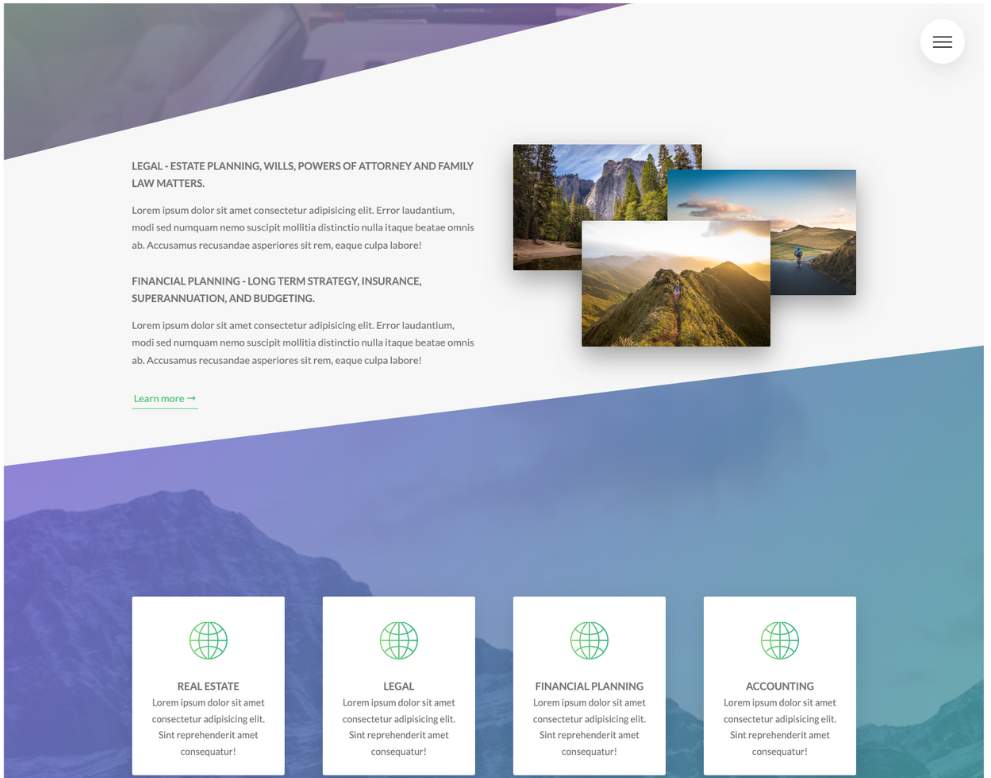 LEGAL - ESTATE PLANNING, WILLS, POWERS OF ATTORNEY AND FAMILY
LAW MATTERS.
Lorem ipsum dolor sit amet consectetur adipisicing elit. Error laudantium,
modi sed numquam nemo suscipit mollitia distinctio nulla itaque beatae omnis
ab. Accusamus recusandae asperiores sit rem, eaque culpa labore!
FINANCIAL PLANNING - LONG TERM STRATEGY, INSURANCE,
SUPERANNUATION, AND BUDGETING.
Lorem ipsum dolor sit amet consectetur adipisicing elit. Error laudantium,
modi sed numquam nemo suscipit mollitia distinctio nulla itaque beatae omnis
ab. Accusamus recusandae asperiores sit rem, eaque culpa labore!
Learn more →
REAL ESTATE
Lorem ipsum dolor sit amet
consectetur adipisicing elit.
Sint reprehenderit amet
consequatur!
LEGAL
Lorem ipsum dolor sit amet
consectetur adipisicing elit.
Sint reprehenderit amet
consequatur!
FINANCIAL PLANNING
Lorem ipsum dolor sit amet
consectetur adipisicing elit.
Sint reprehenderit amet
consequatur!
ACCOUNTING
Lorem ipsum dolor sit amet
consectetur adipisicing elit.
Sint reprehenderit amet
consequatur!